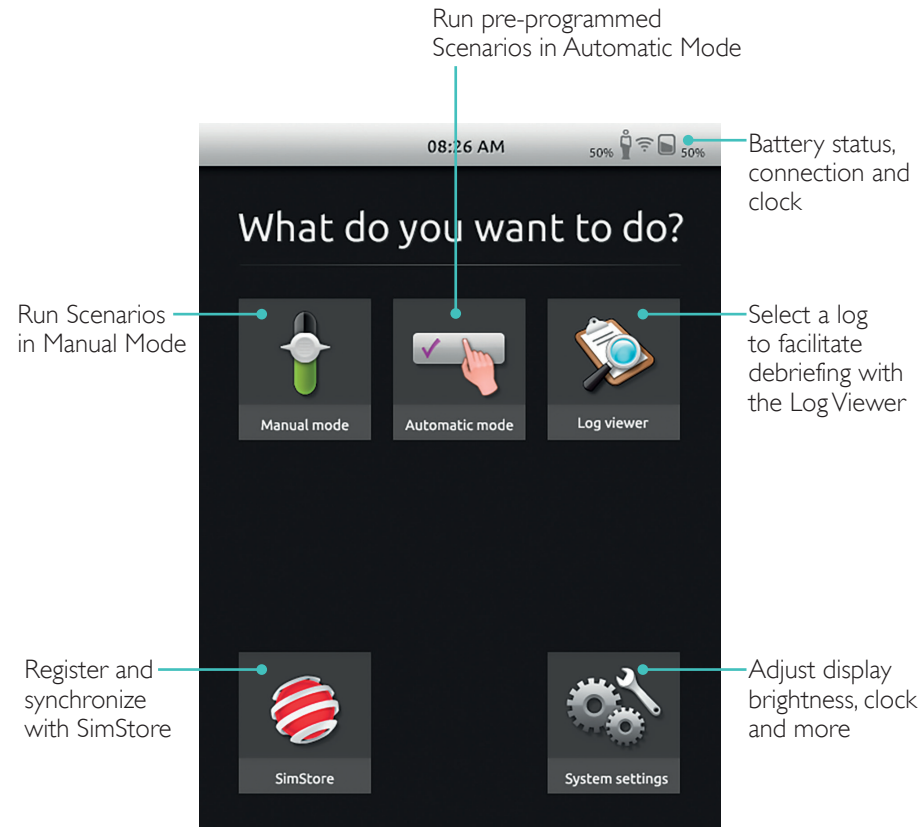 Run pre-programmed
Scenarios in Automatic Mode
08:26 AM
50%
50%
Battery status,
connection and
clock
What do you want to do?
Run Scenarios
in Manual Mode
Manual mode
Automatic mode
Log viewer
Select a log
to facilitate
debriefing with
the Log Viewer
Register and
synchronize
with SimStore
SimStore
System settings
Adjust display
brightness, clock
and more